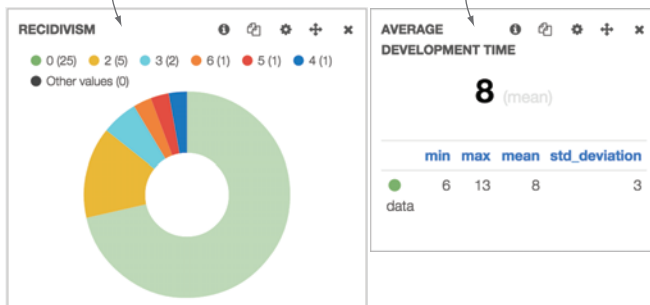 RECIDIVISM
0 (25) 2 (5) 3 (2) 6 (1) 5 (1) 4 (1)
Other values (0)
AVERAGE
DEVELOPMENT TIME
8 (mean)
min max mean std_deviation
6 13 8 3
data